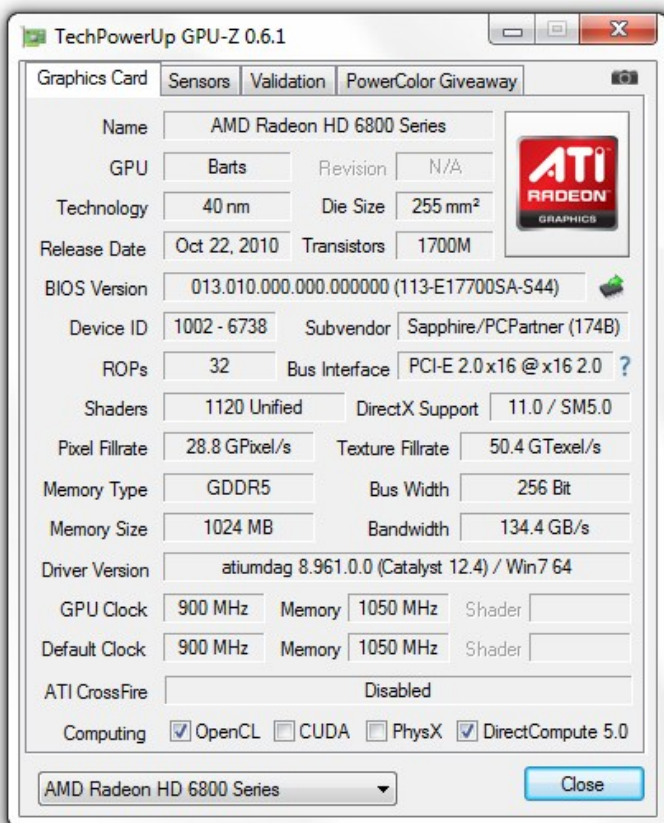 TechPowerUp GPU-Z 0.6.1
Graphics Card Sensors Validation PowerColor Giveaway
Name AMD Radeon HD 6800 Series
ATI RADEON GRAPHICS
GPU Barts Revision N/A
Technology 40 nm Die Size 255 mm²
Release Date Oct 22, 2010 Transistors 1700M
BIOS Version 013.010.000.000.000000 (113-E17700SA-S44)
Device ID 1002 - 6738 Subvendor Sapphire/PCPartner (174B)
ROPs 32 Bus Interface PCI-E 2.0 x16 @ x16 2.0 ?
Shaders 1120 Unified DirectX Support 11.0 / SM5.0
Pixel Fillrate 28.8 GPixel/s Texture Fillrate 50.4 GTexel/s
Memory Type GDDR5 Bus Width 256 Bit
Memory Size 1024 MB Bandwidth 134.4 GB/s
Driver Version atiumdag 8.961.0.0 (Catalyst 12.4) / Win7 64
GPU Clock 900 MHz Memory 1050 MHz Shader
Default Clock 900 MHz Memory 1050 MHz Shader
ATI CrossFire Disabled
Computing OpenCL CUDA PhysX DirectCompute 5.0
AMD Radeon HD 6800 Series Close